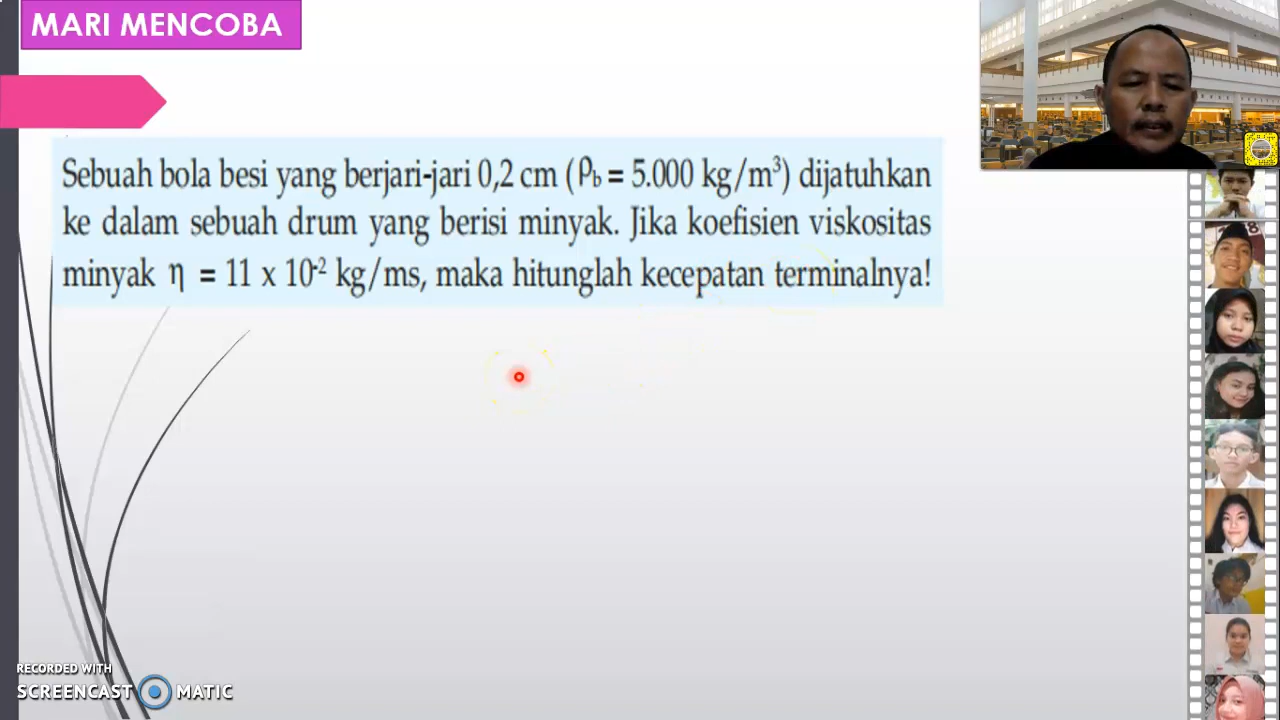 MARI MENCOBA
Sebuah bola besi yang berjari-jari 0,2 cm (ρb = 5.000 kg/m³) dijatuhkan
ke dalam sebuah drum yang berisi minyak. Jika koefisien viskositas
minyak η = 11 x 10⁻² kg/ms, maka hitunglah kecepatan terminalnya!
RECORDED WITH
SCREENCAST MATIC